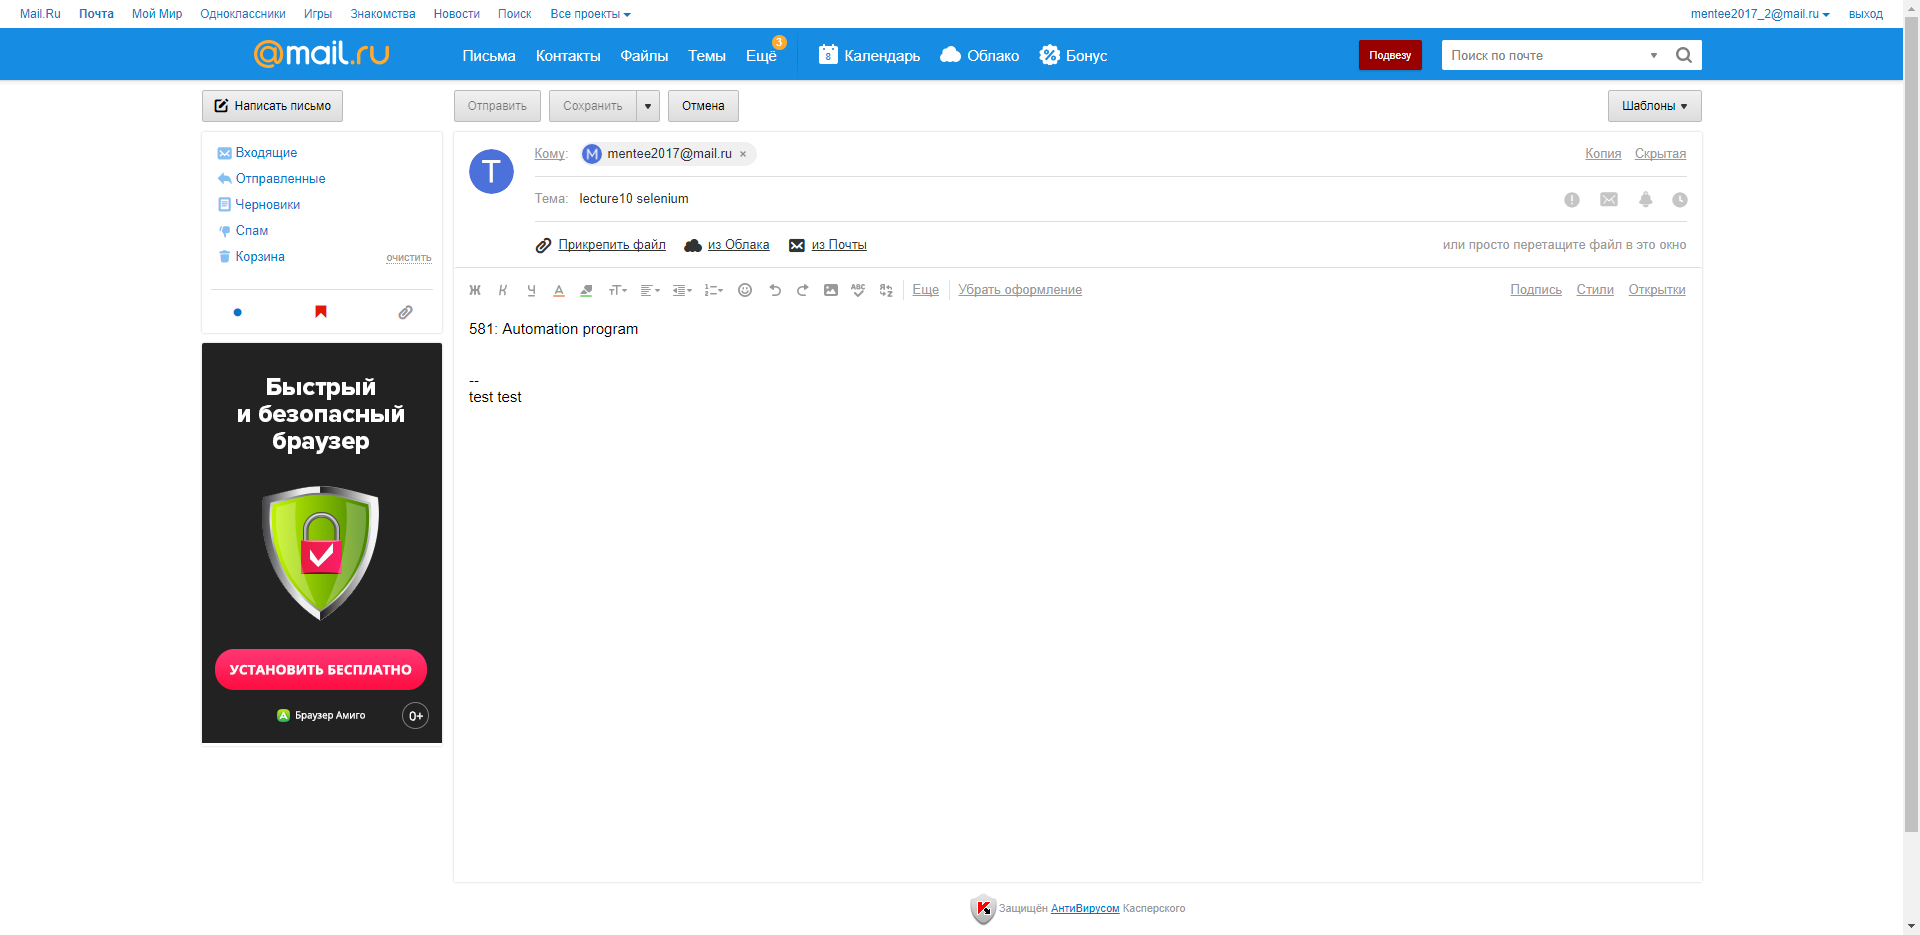 Mail.Ru Почта Мой Мир Одноклассники Игры Знакомства Новости Поиск Все проекты mentee2017_2@mail.ru выход
@mail.ru Письма Контакты Файлы Темы Ещё 3 8 Календарь Облако Бонус Подвезу Поиск по почте
Написать письмо Отправить Сохранить Отмена Шаблоны
Входящие
Отправленные
Черновики
Спам
Корзина очистить
T Кому: M mentee2017@mail.ru × Копия Скрытая
Тема: lecture10 selenium
Прикрепить файл из Облака из Почты или просто перетащите файл в это окно
Ж К Ч А тТ ABC Еще Убрать оформление Подпись Стили Открытки
581: Automation program
--
test test
Быстрый
и безопасный
браузер
УСТАНОВИТЬ БЕСПЛАТНО
Браузер Амиго 0+
Защищён АнтиВирусом Касперского